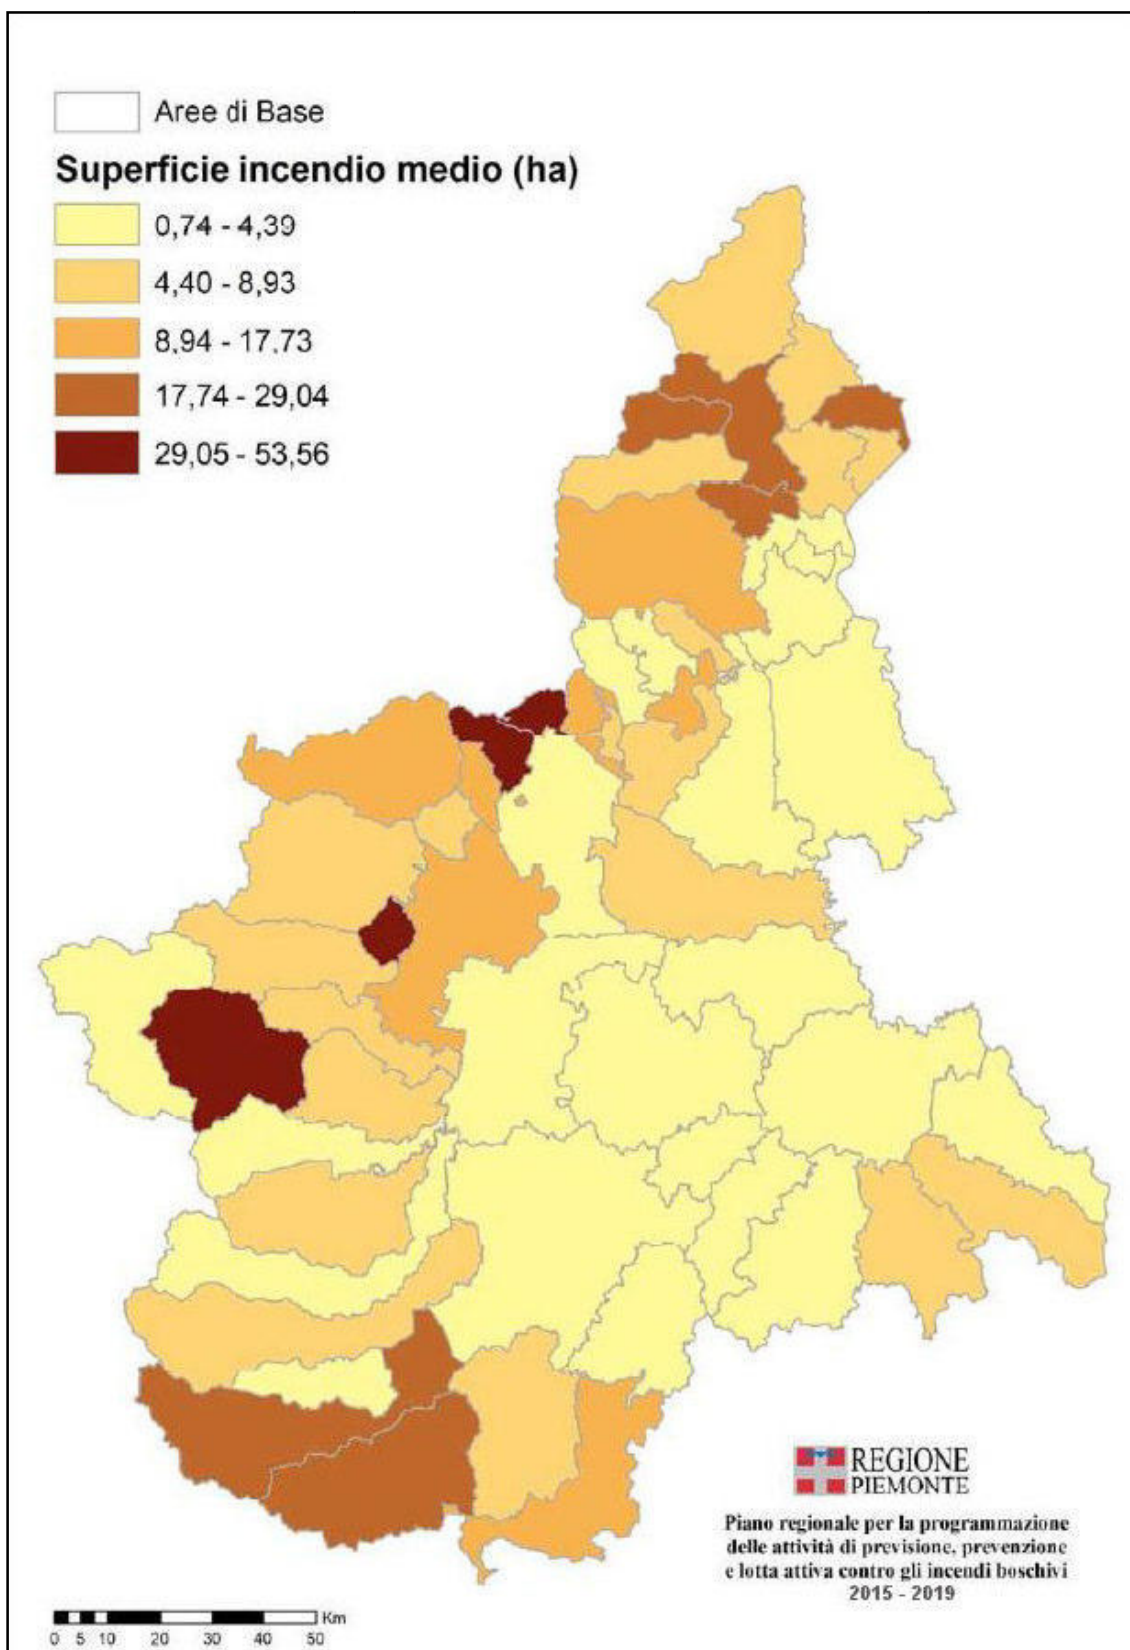 Aree di Base
Superficie incendio medio (ha)
0,74 - 4,39
4,40 - 8,93
8,94 - 17,73
17,74 - 29,04
29,05 - 53,56
REGIONE
PIEMONTE
Piano regionale per la programmazione
delle attività di previsione, prevenzione
e lotta attiva contro gli incendi boschivi
2015 - 2019
Km
0 5 10 20 30 40 50